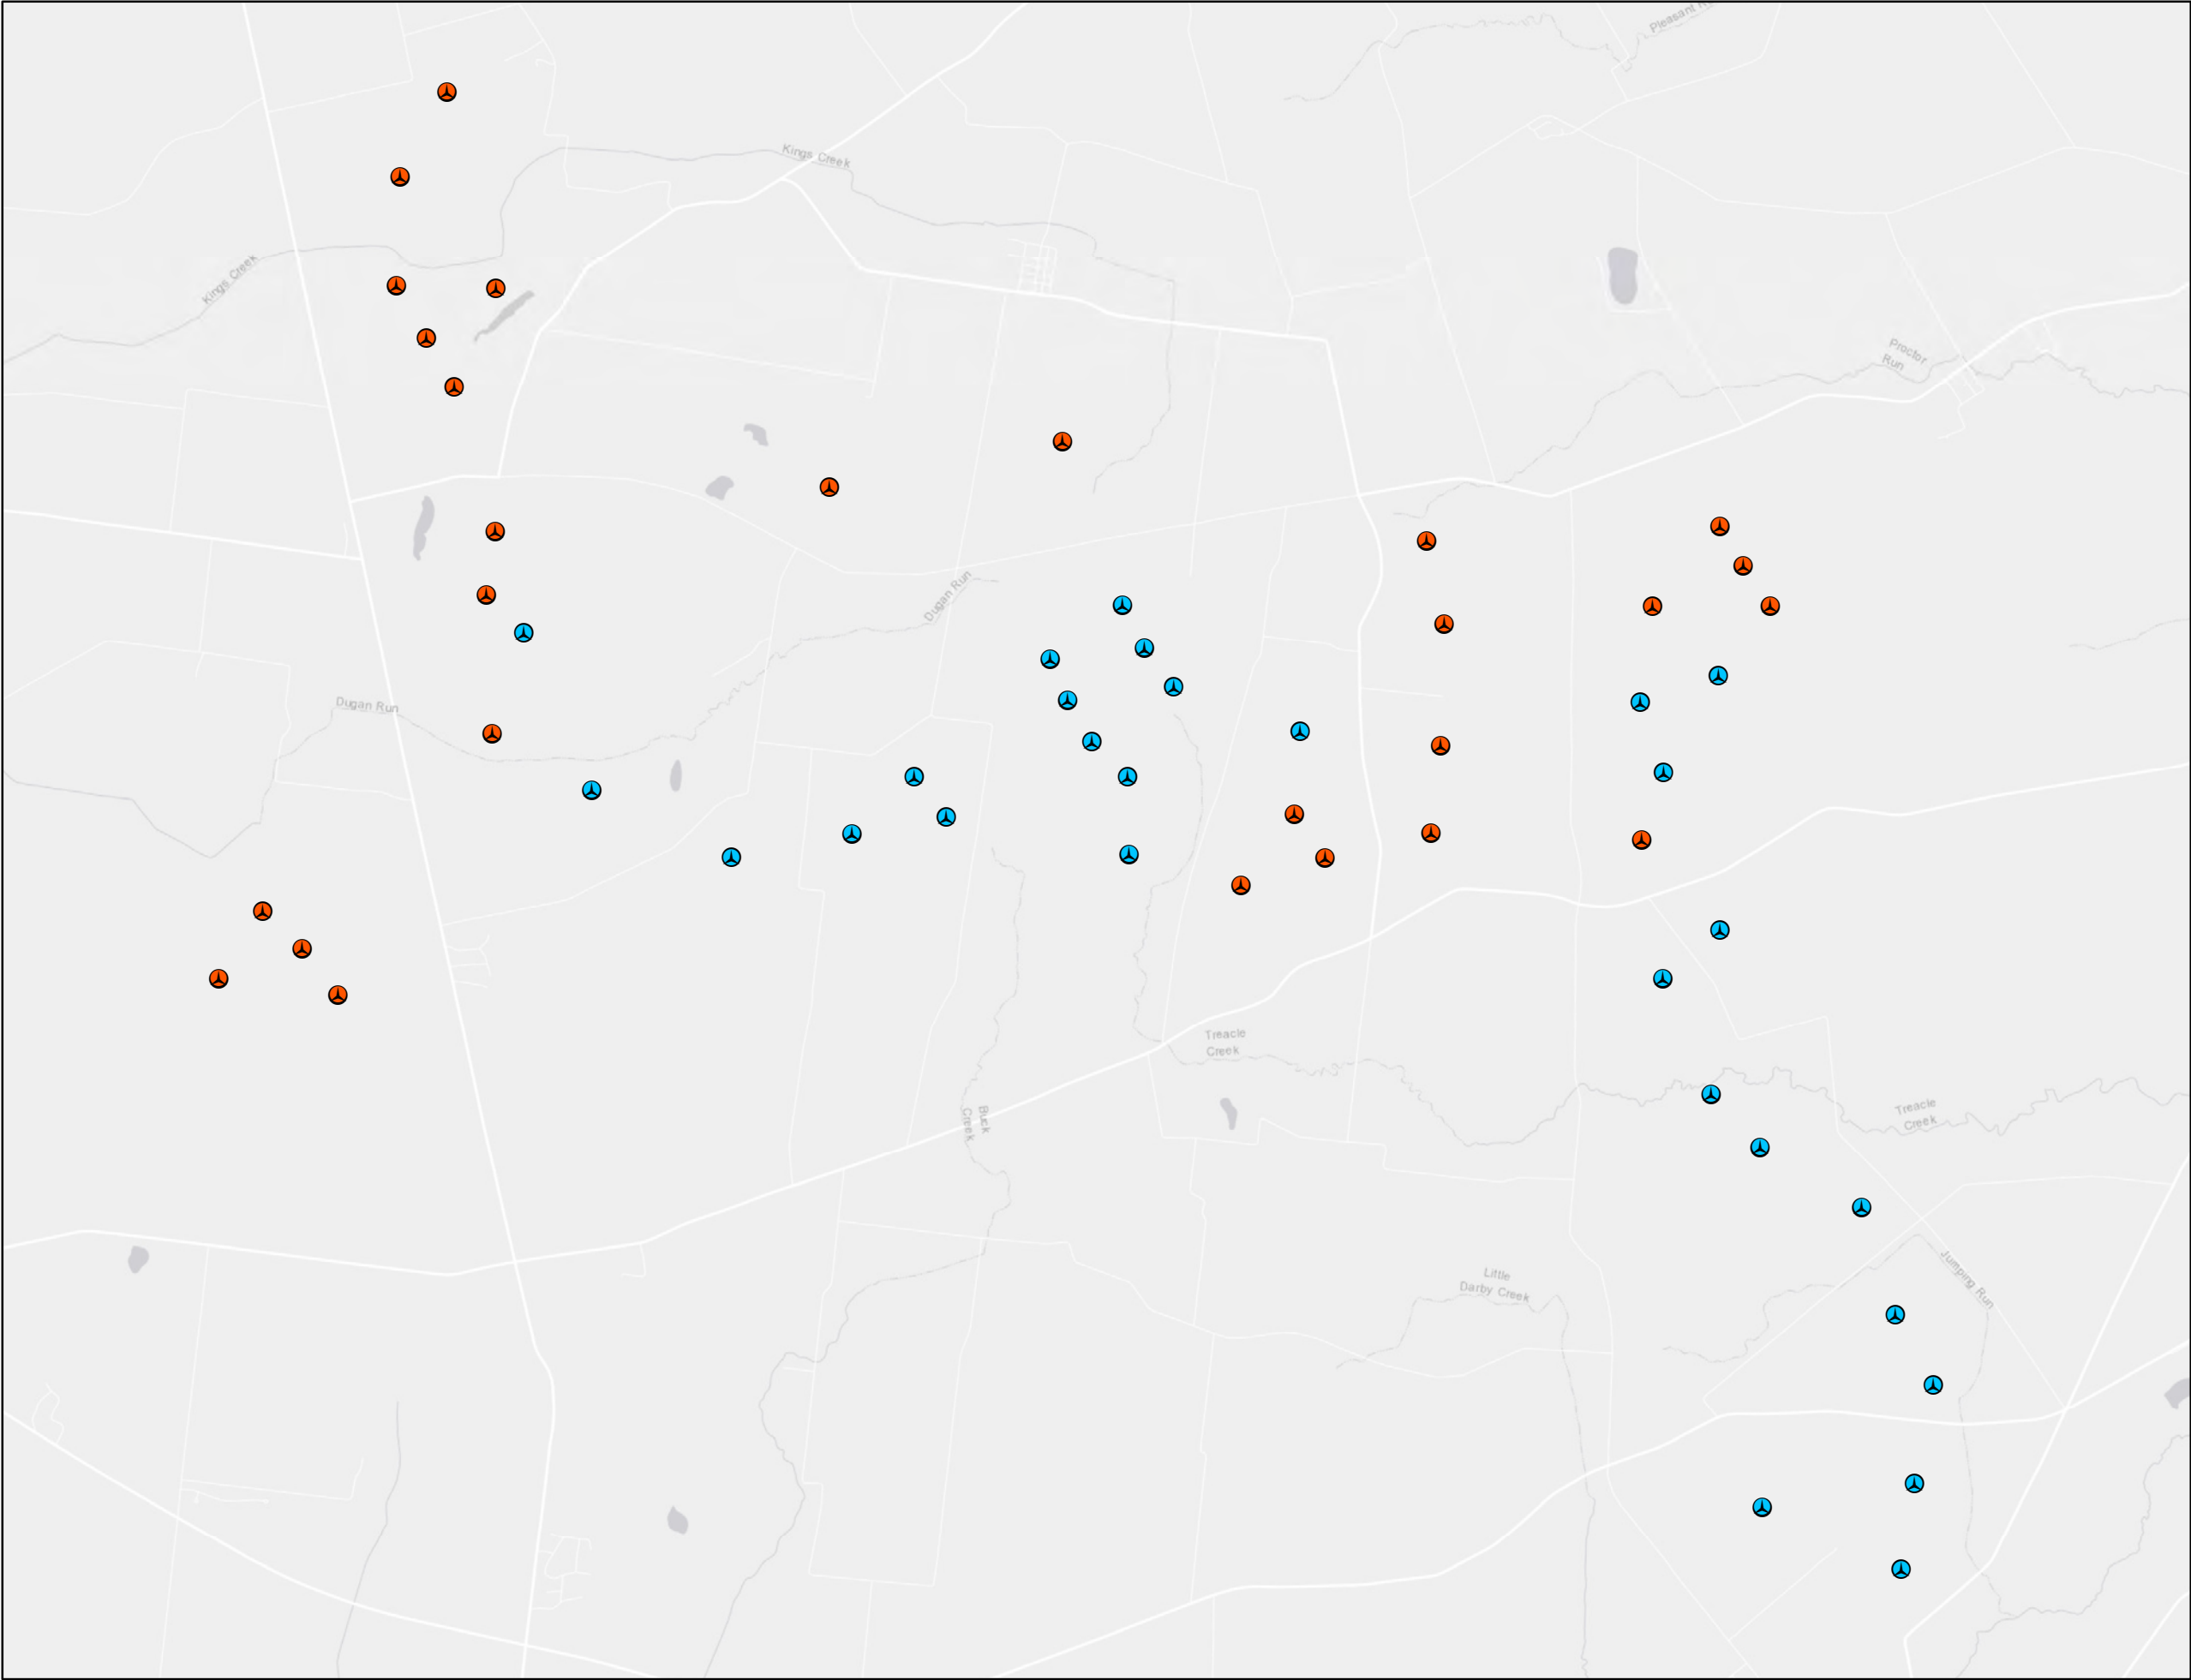 Pleasant
Kings Creek
Kings Creek
Proctor
Run
Dugan Run
Dugan Run
Treacle
Creek
Buck
Creek
Treacle
Creek
Jumping Run
Little
Darby Creek